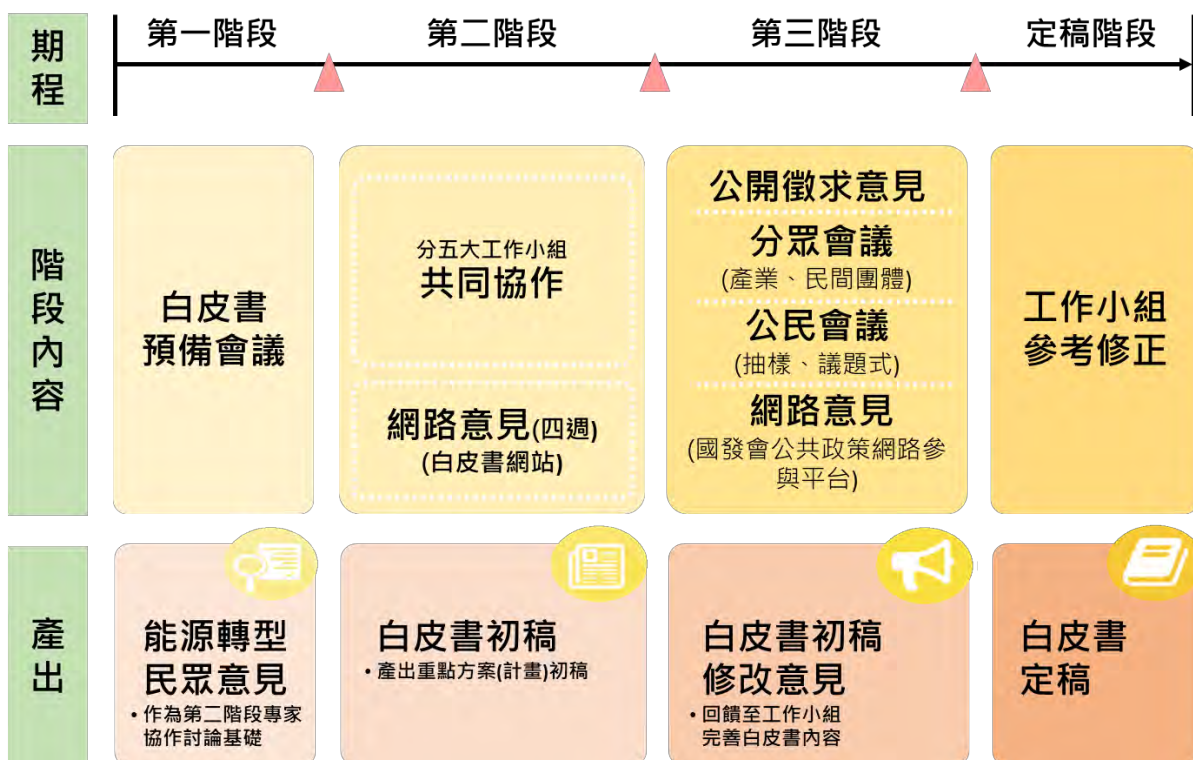 期程
第一階段
第二階段
第三階段
定稿階段
階段內容
白皮書
預備會議
分五大工作小組
共同協作
網路意見(四週)
(白皮書網站)
公開徵求意見
分眾會議
(產業、民間團體)
公民會議
(抽樣、議題式)
網路意見
(國發會公共政策網路參
與平台)
工作小組
參考修正
產出
能源轉型
民眾意見
•作為第二階段專家
協作討論基礎
白皮書初稿
•產出重點方案(計畫)初稿
白皮書初稿
修改意見
•回饋至工作小組
完善白皮書內容
白皮書
定稿